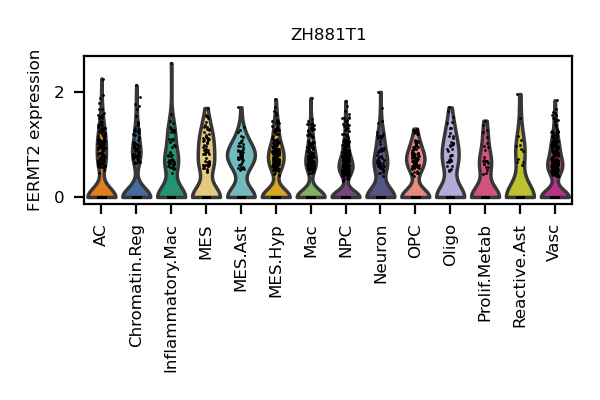 ZH881T1
FERMT2 expression
2
0
AC
Chromatin.Reg
Inflammatory.Mac
MES
MES.Ast
MES.Hyp
Mac
NPC
Neuron
OPC
Oligo
Prolif.Metab
Reactive.Ast
Vasc